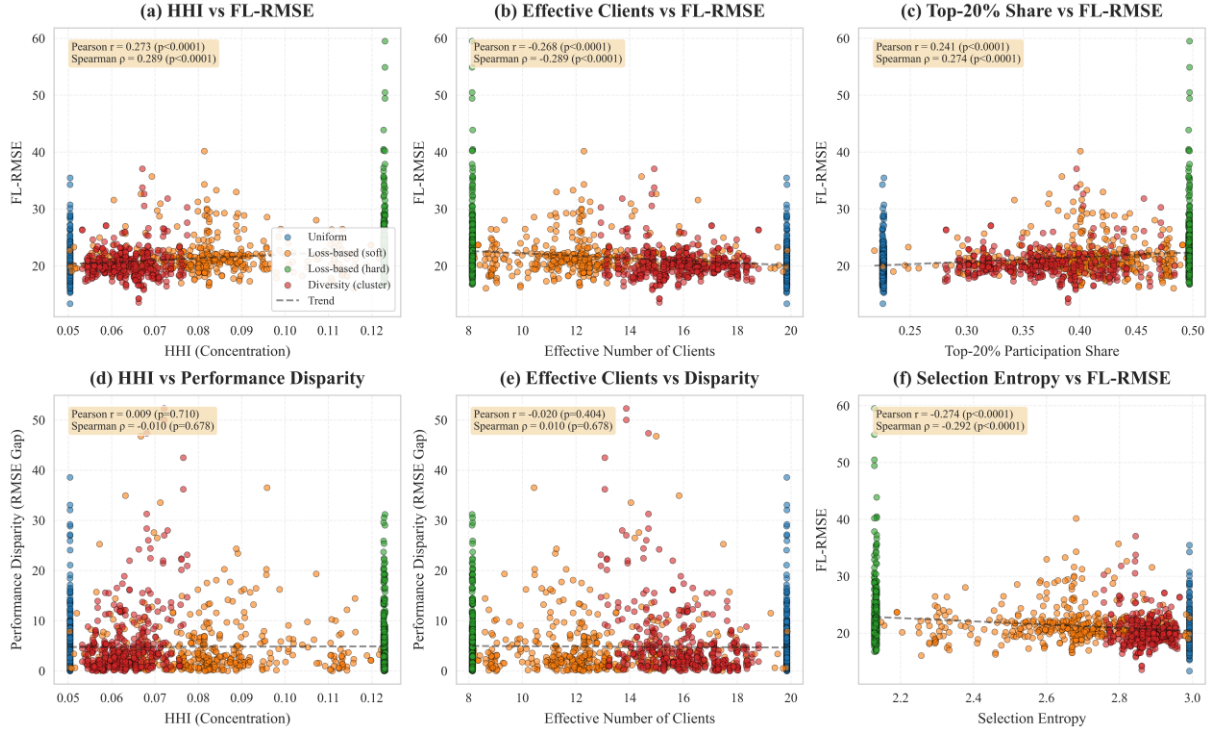 (a) HHI vs FL-RMSE
Pearson r = 0.273 (p<0.0001)
Spearman ρ = 0.289 (p<0.0001)
FL-RMSE
60
50
40
30
20
Uniform
Loss-based (soft)
Loss-based (hard)
Diversity (cluster)
Trend
0.05 0.06 0.07 0.08 0.09 0.10 0.11 0.12
HHI (Concentration)
(b) Effective Clients vs FL-RMSE
Pearson r = -0.268 (p<0.0001)
Spearman ρ = -0.289 (p<0.0001)
FL-RMSE
60
50
40
30
20
8 10 12 14 16 18 20
Effective Number of Clients
(c) Top-20% Share vs FL-RMSE
Pearson r = 0.241 (p<0.0001)
Spearman ρ = 0.274 (p<0.0001)
FL-RMSE
60
50
40
30
20
0.25 0.30 0.35 0.40 0.45 0.50
Top-20% Participation Share
(d) HHI vs Performance Disparity
Pearson r = 0.009 (p=0.710)
Spearman ρ = -0.010 (p=0.678)
Performance Disparity (RMSE Gap)
50
40
30
20
10
0
0.05 0.06 0.07 0.08 0.09 0.10 0.11 0.12
HHI (Concentration)
(e) Effective Clients vs Disparity
Pearson r = -0.020 (p=0.404)
Spearman ρ = 0.010 (p=0.678)
Performance Disparity (RMSE Gap)
50
40
30
20
10
0
8 10 12 14 16 18 20
Effective Number of Clients
(f) Selection Entropy vs FL-RMSE
Pearson r = -0.274 (p<0.0001)
Spearman ρ = -0.292 (p<0.0001)
FL-RMSE
60
50
40
30
20
2.2 2.4 2.6 2.8 3.0
Selection Entropy